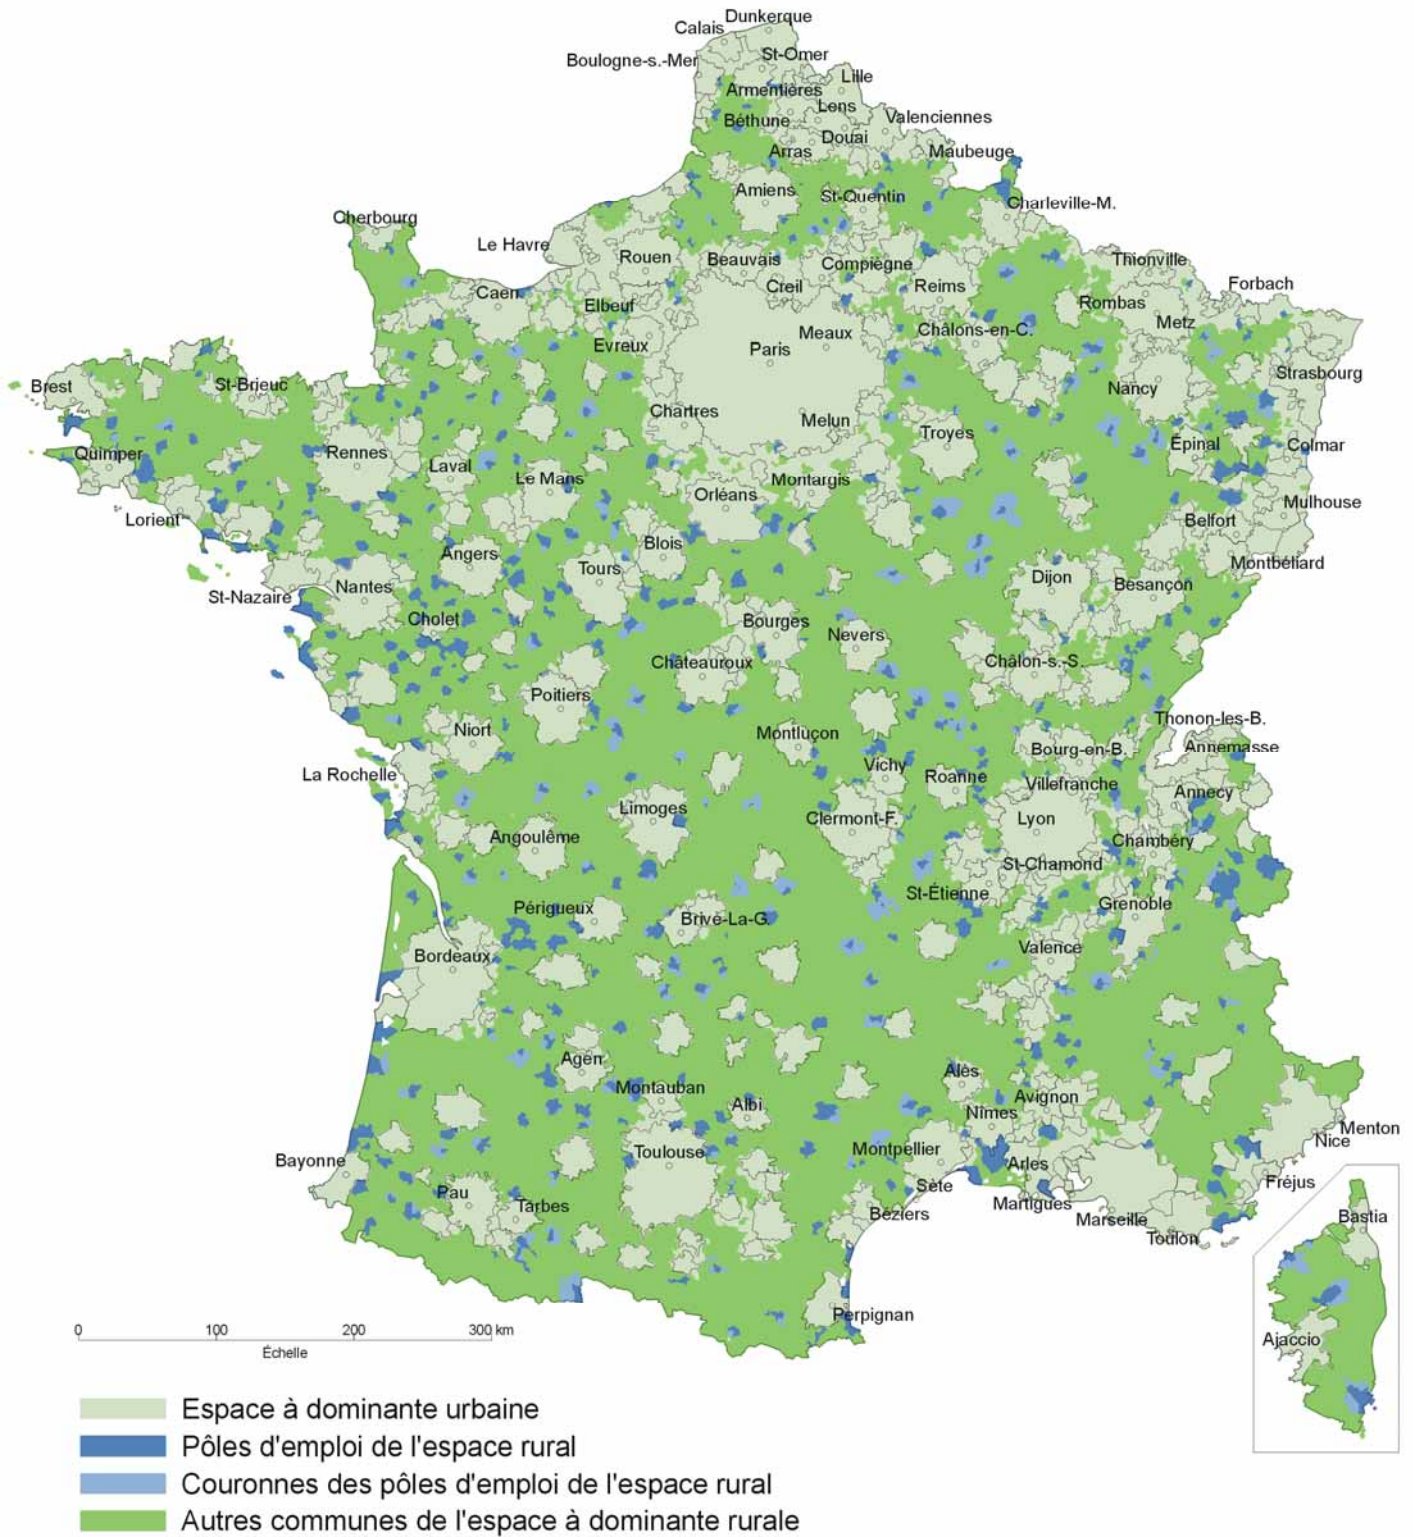 Dunkerque
Calais
St-Omer
Boulogne-s.-Mer
Lille
Armentières
Lens
Béthune
Valenciennes
Douai
Arras
Maubeuge
Amiens
St-Quentin
Charleville-M.
Cherbourg
Le Havre
Rouen
Beauvais
Compiègne
Thionville
Creil
Reims
Forbach
Caen
Elbeuf
Rombas
Metz
Châlons-en-C.
Meaux
Evreux
Paris
Strasbourg
Nancy
St-Brieuc
Brest
Chartres
Melun
Troyes
Épinal
Colmar
Quimper
Rennes
Laval
Le Mans
Montargis
Orléans
Mulhouse
Lorient
Belfort
Blois
Angers
Montbéliard
Tours
Dijon
Besançon
Nantes
St-Nazaire
Cholet
Bourges
Nevers
Châteauroux
Châlon-s.-S.
Poitiers
Thonon-les-B.
Niort
Montluçon
Bourg-en-B.
Annemasse
Vichy
Roanne
La Rochelle
Villefranche
Annecy
Limoges
Clermont-F.
Lyon
Angoulême
Chambéry
St-Chamond
St-Étienne
Grenoble
Périgueux
Brive-La-G.
Valence
Bordeaux
Agen
Alès
Montauban
Avignon
Albi
Nîmes
Menton
Nice
Montpellier
Toulouse
Bayonne
Arles
Fréjus
Pau
Sète
Tarbes
Martigues
Béziers
Marseille
Bastia
Toulon
Perpignan
0 100 200 300 km
Échelle
Ajaccio
Espace à dominante urbaine
Pôles d'emploi de l'espace rural
Couronnes des pôles d'emploi de l'espace rural
Autres communes de l'espace à dominante rurale